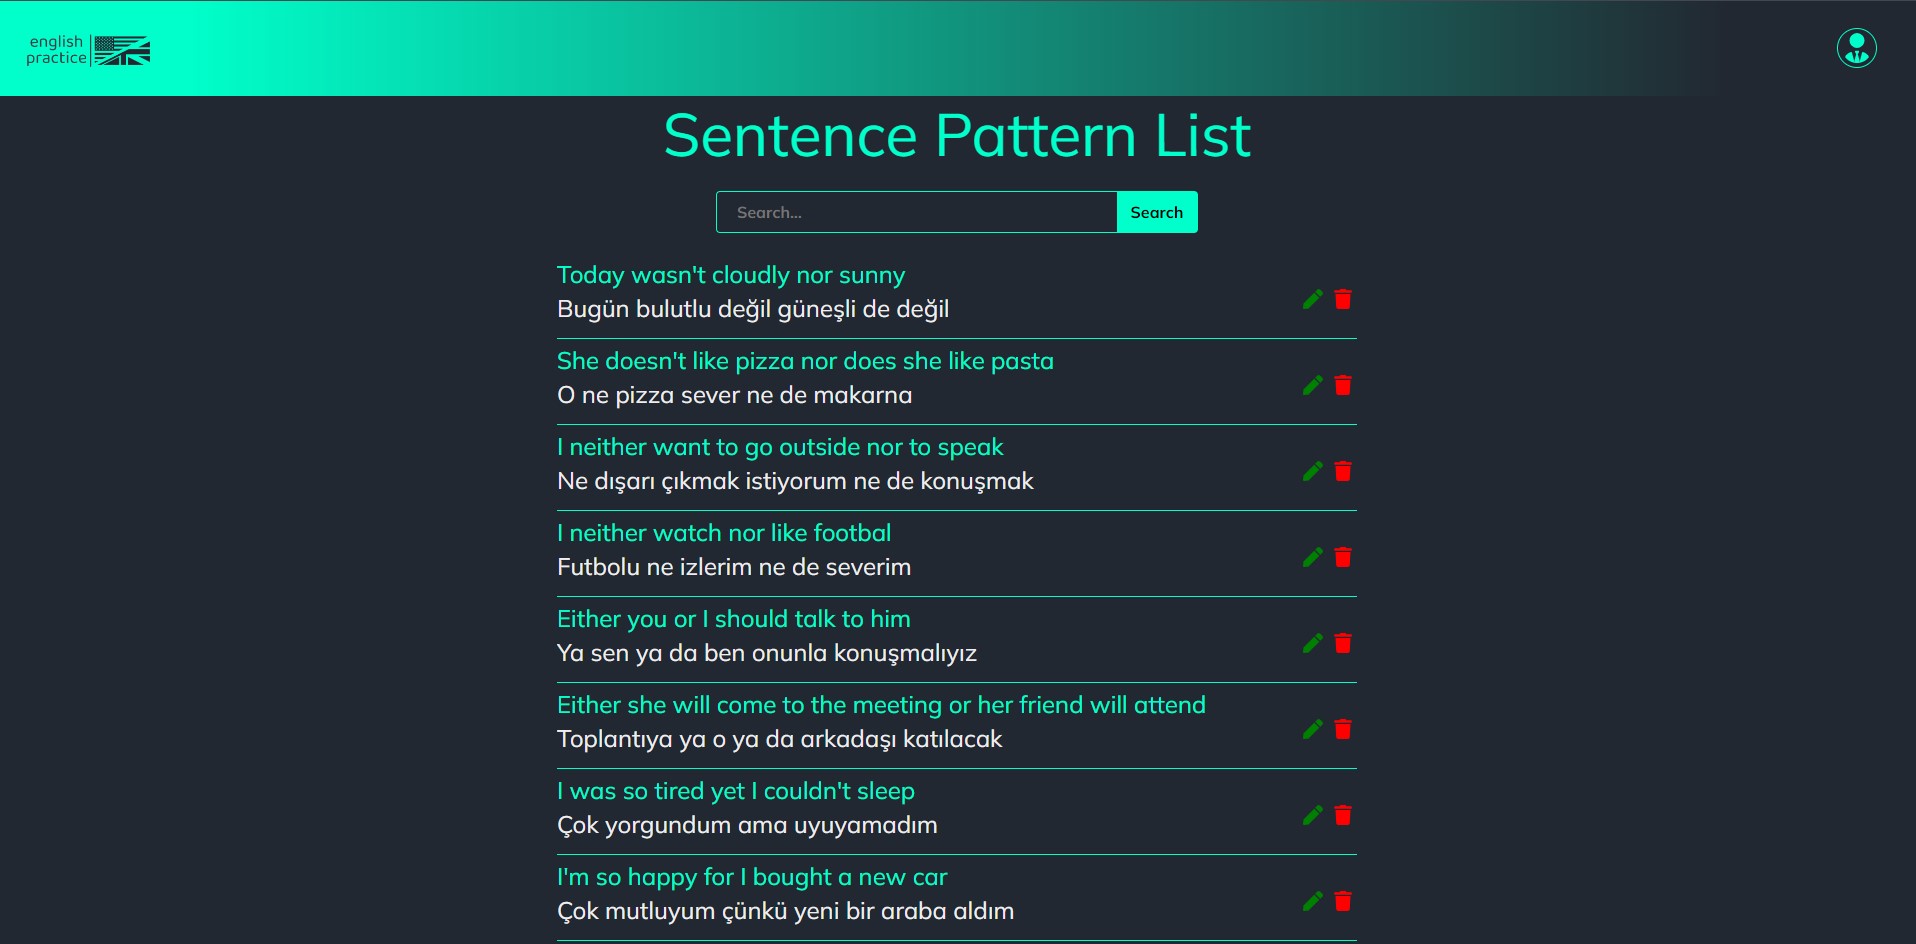 english
practice
Sentence Pattern List
Search...
Search
Today wasn't cloudly nor sunny
Bugün bulutlu değil güneşli de değil
She doesn't like pizza nor does she like pasta
O ne pizza sever ne de makarna
I neither want to go outside nor to speak
Ne dışarı çıkmak istiyorum ne de konuşmak
I neither watch nor like footbal
Futbolu ne izlerim ne de severim
Either you or I should talk to him
Ya sen ya da ben onunla konuşmalıyız
Either she will come to the meeting or her friend will attend
Toplantıya ya o ya da arkadaşı katılacak
I was so tired yet I couldn't sleep
Çok yorgundum ama uyuyamadım
I'm so happy for I bought a new car
Çok mutluyum çünkü yeni bir araba aldım